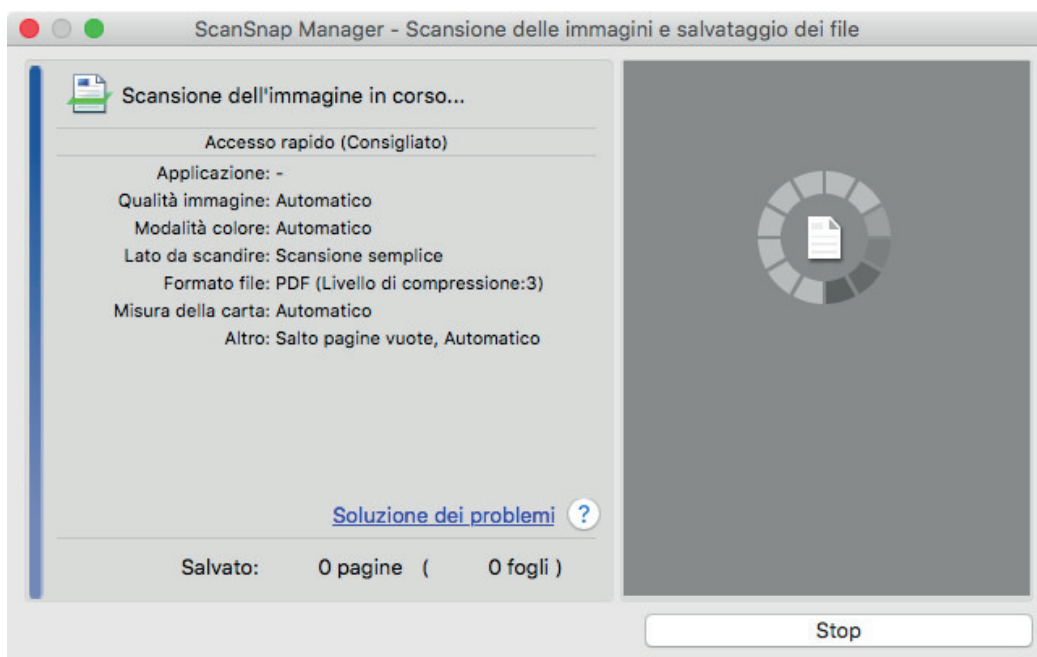 ScanSnap Manager - Scansione delle immagini e salvataggio dei file
Scansione dell'immagine in corso...
Accesso rapido (Consigliato)
Applicazione: -
Qualità immagine: Automatico
Modalità colore: Automatico
Lato da scandire: Scansione semplice
Formato file: PDF (Livello di compressione:3)
Misura della carta: Automatico
Altro: Salto pagine vuote, Automatico
Soluzione dei problemi ?
Salvato: 0 pagine ( 0 fogli )
Stop